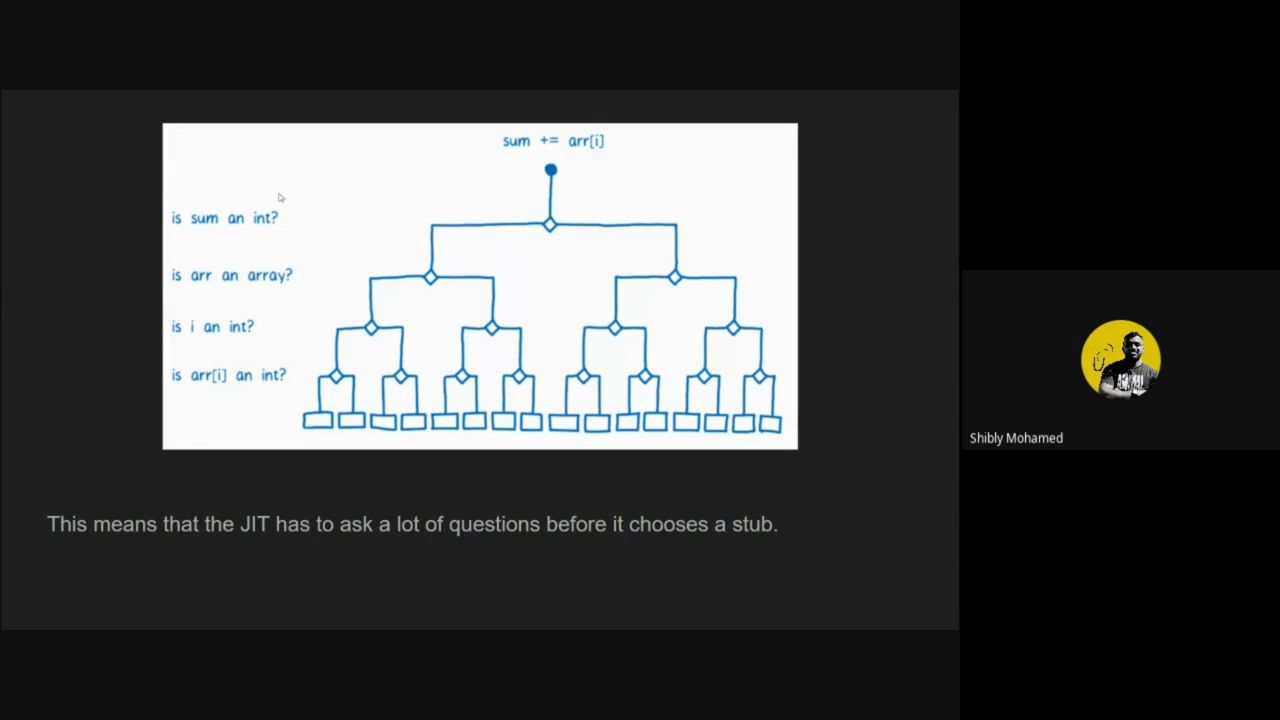 sum += arr[i]
is sum an int?
is arr an array?
is i an int?
is arr[i] an int?
This means that the JIT has to ask a lot of questions before it chooses a stub.
Shibly Mohamed